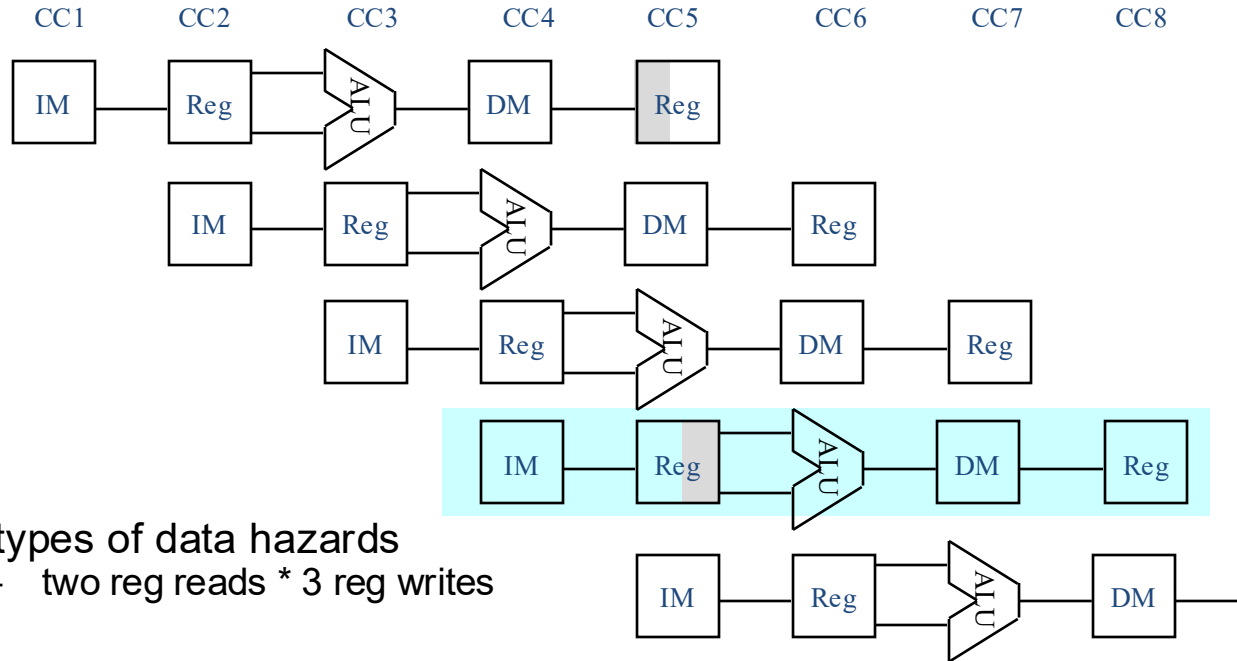 CC1 CC2 CC3 CC4 CC5 CC6 CC7 CC8
IM Reg ALU DM Reg
IM Reg ALU DM Reg
IM Reg ALU DM Reg
IM Reg ALU DM Reg
types of data hazards
- two reg reads * 3 reg writes
IM Reg ALU DM